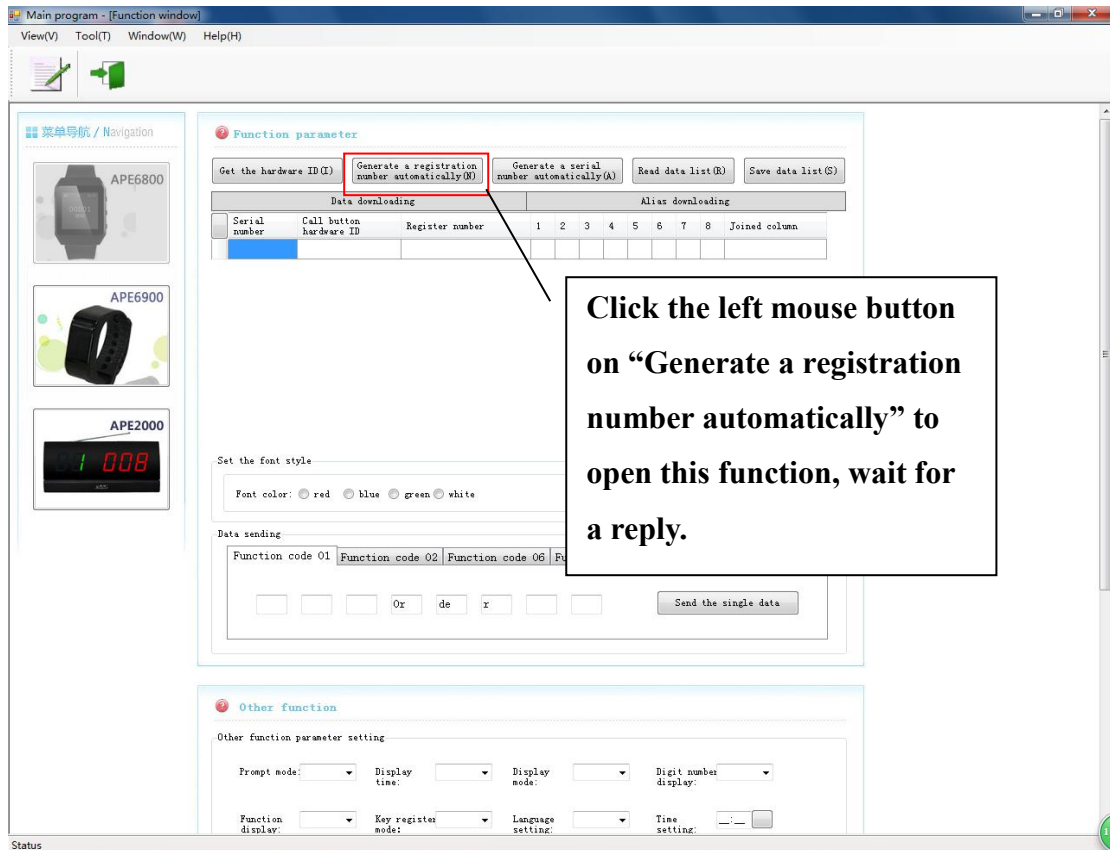 Main program - [Function window]
View(V) Tool(T) Window(W) Help(H)
菜单导航 / Navigation
APE6800
APE6900
APE2000
1 008
Function parameter
Get the hardware ID(I)
Generate a registration
number automatically(N)
Generate a serial
number automatically(A)
Read data list(R)
Save data list(S)
Data downloading
Alias downloading
Serial
number
Call button
hardware ID
Register number
1 2 3 4 5 6 7 8 Joined column
Click the left mouse button
on “Generate a registration
number automatically” to
open this function, wait for
a reply.
Set the font style
Font color: red blue green white
Data sending
Function code 01 Function code 02 Function code 06
Or de r
Send the single data
Other function
Other function parameter setting
Prompt mode:
Display
time:
Display
mode:
Digit number
display:
Function
display:
Key register
mode:
Language
setting:
Time
setting:
__:__
Status